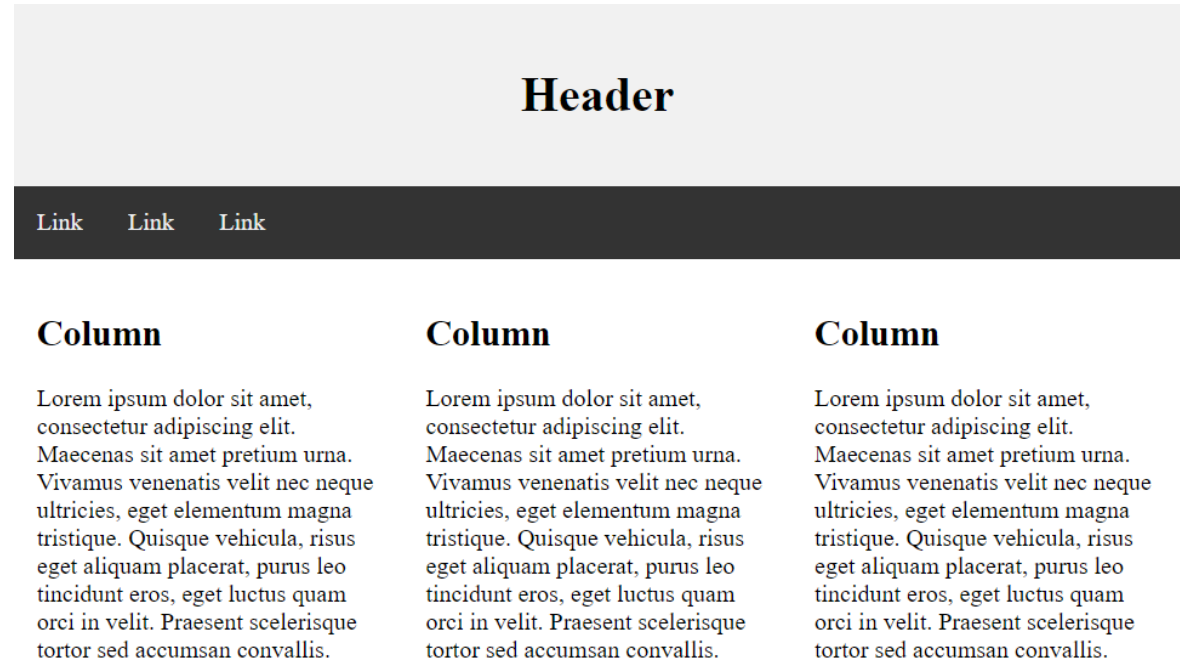 Header
Link Link Link
Column
Lorem ipsum dolor sit amet,
consectetur adipiscing elit.
Maecenas sit amet pretium urna.
Vivamus venenatis velit nec neque
ultricies, eget elementum magna
tristique. Quisque vehicula, risus
eget aliquam placerat, purus leo
tincidunt eros, eget luctus quam
orci in velit. Praesent scelerisque
tortor sed accumsan convallis.
Column
Lorem ipsum dolor sit amet,
consectetur adipiscing elit.
Maecenas sit amet pretium urna.
Vivamus venenatis velit nec neque
ultricies, eget elementum magna
tristique. Quisque vehicula, risus
eget aliquam placerat, purus leo
tincidunt eros, eget luctus quam
orci in velit. Praesent scelerisque
tortor sed accumsan convallis.
Column
Lorem ipsum dolor sit amet,
consectetur adipiscing elit.
Maecenas sit amet pretium urna.
Vivamus venenatis velit nec neque
ultricies, eget elementum magna
tristique. Quisque vehicula, risus
eget aliquam placerat, purus leo
tincidunt eros, eget luctus quam
orci in velit. Praesent scelerisque
tortor sed accumsan convallis.